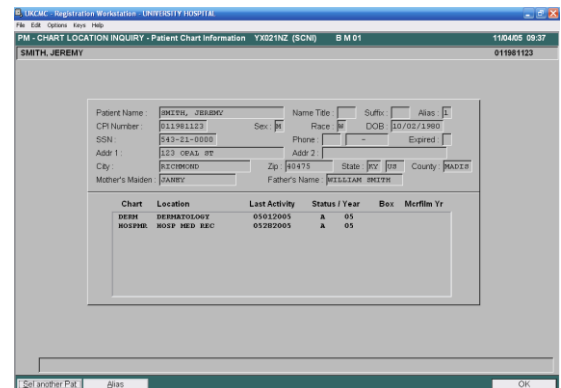 UKCMC - Registration Workstation - UNIVERSITY HOSPITAL
File Edit Options Keys Help
PM - CHART LOCATION INQUIRY - Patient Chart Information YX021NZ (SCNI) B M 01 11/04/05 09:37
SMITH, JEREMY 011981123
Patient Name : SMITH, JEREMY Name Title : Suffix : Alias : 1
CPI Number : 011981123 Sex : M Race : W DOB 10/02/1980
SSN : 543-21-0000 Phone : - Expired :
Addr 1 : 123 OPAL ST Addr 2 :
City : RICHMOND Zip : 40475 State KY US County : MADIS
Mother's Maiden : JANEY Father's Name : WILLIAM SMITH
Chart Location Last Activity Status / Year Box Mcrfilm Yr
DERM DERMATOLOGY 05012005 A 05
HOSPMR HOSP MED REC 05282005 A 05
Sel another Pat Alias OK